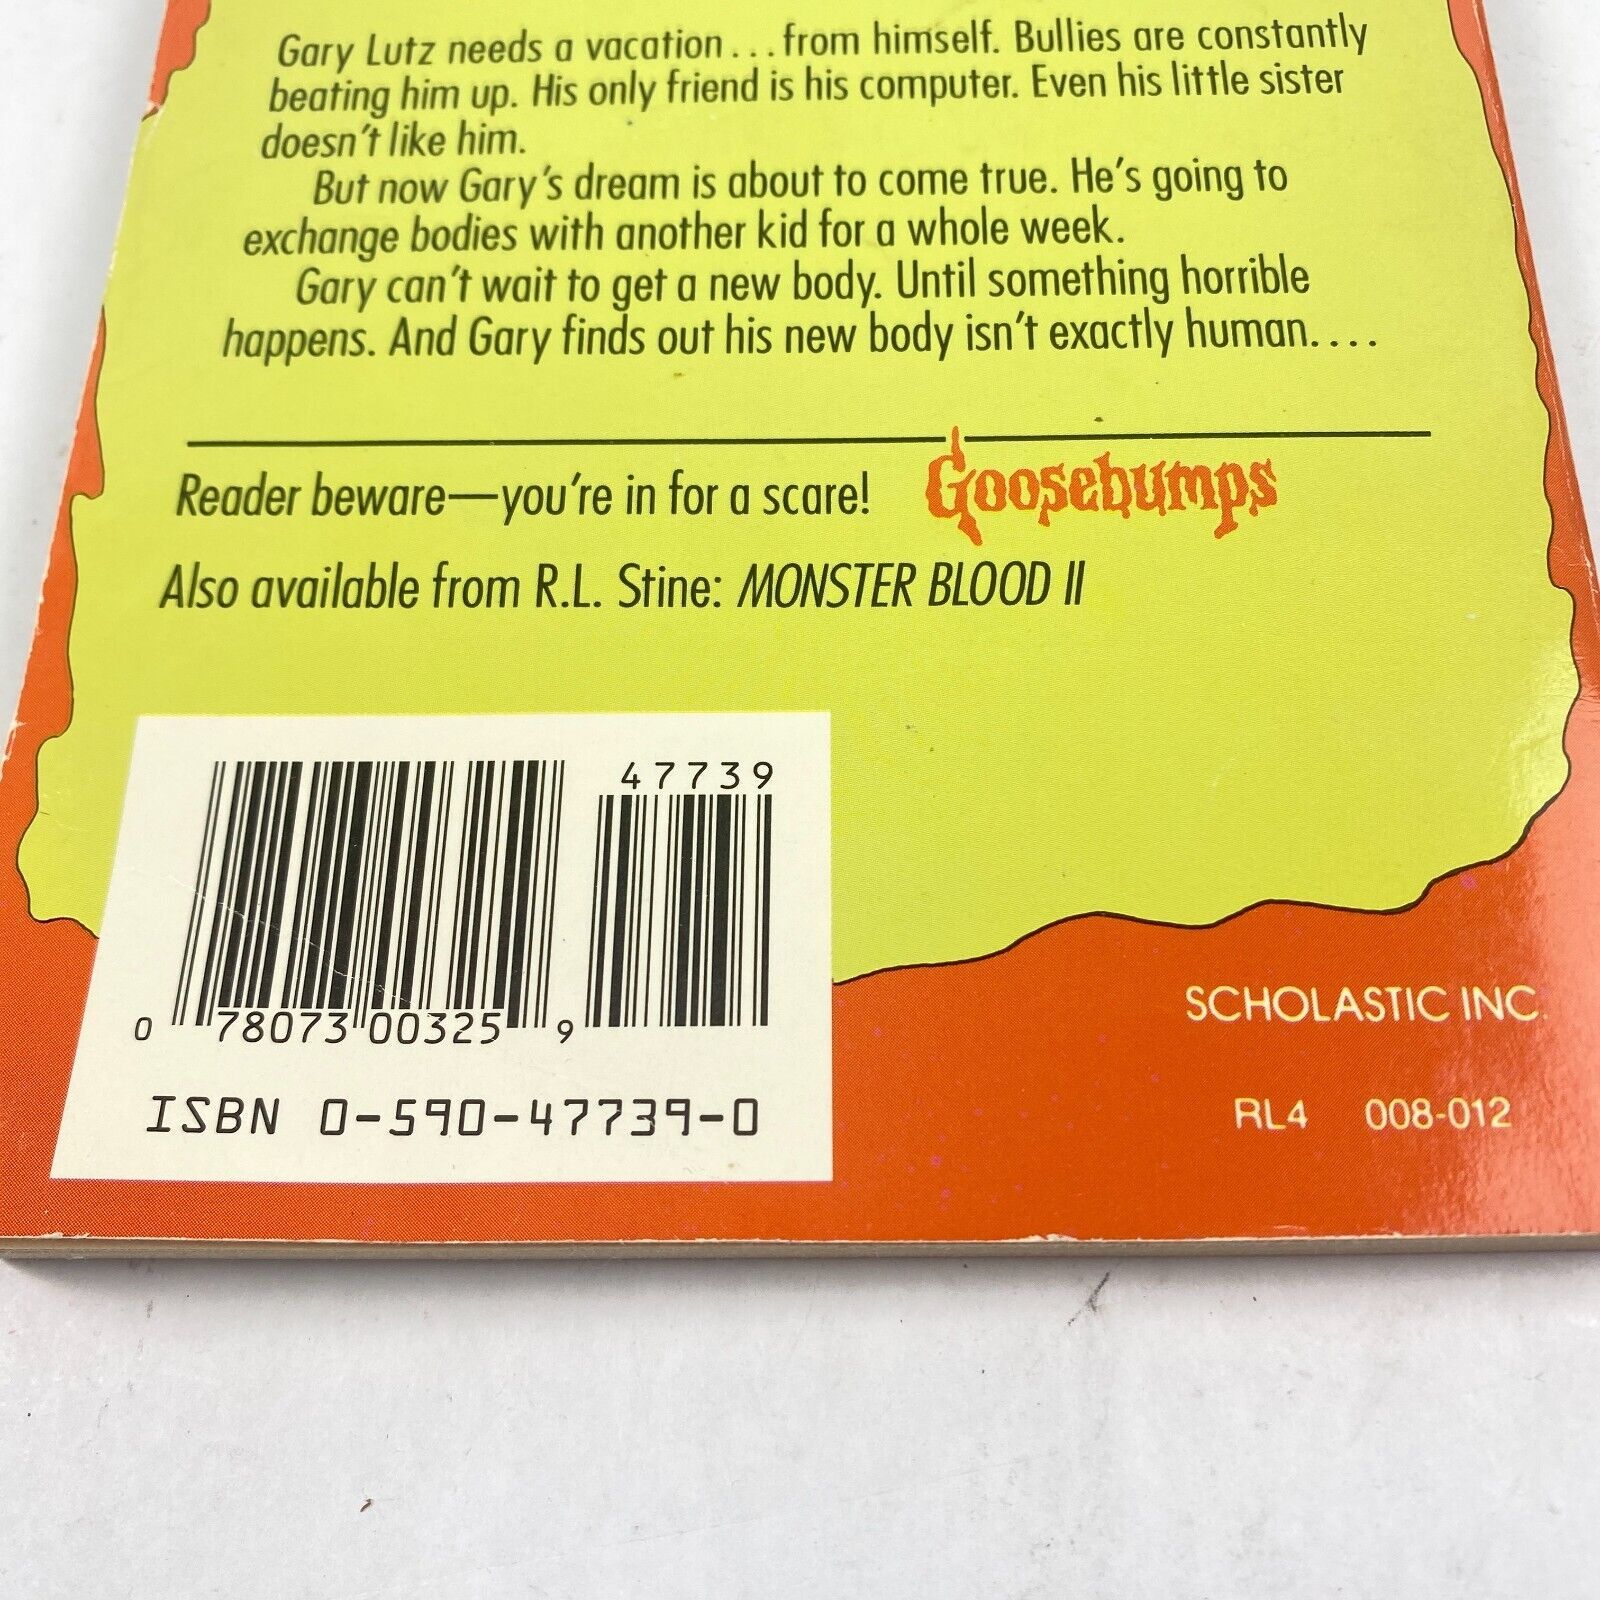 Gary Lutz needs a vacation . . . from himself. Bullies are constantly
beating him up. His only friend is his computer. Even his little sister
doesn't like him.
But now Gary's dream is about to come true. He's going to
exchange bodies with another kid for a whole week.
Gary can't wait to get a new body. Until something horrible
happens. And Gary finds out his new body isn't exactly human. . . .
Reader beware—you're in for a scare! Goosebumps
Also available from R.L. Stine: MONSTER BLOOD II
47739
0 78073 00325 9
ISBN 0-590-47739-0
SCHOLASTIC INC.
RL4 008-012